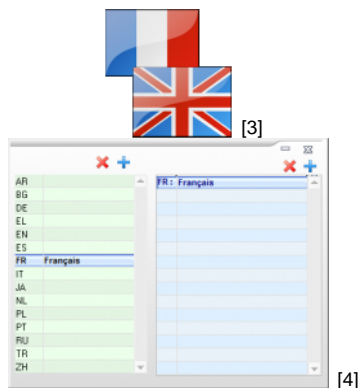 [3]
AR
BG
DE
EL
EN
ES
FR Français
IT
JA
NL
PL
PT
RU
TR
ZH
FR: Français
[4]